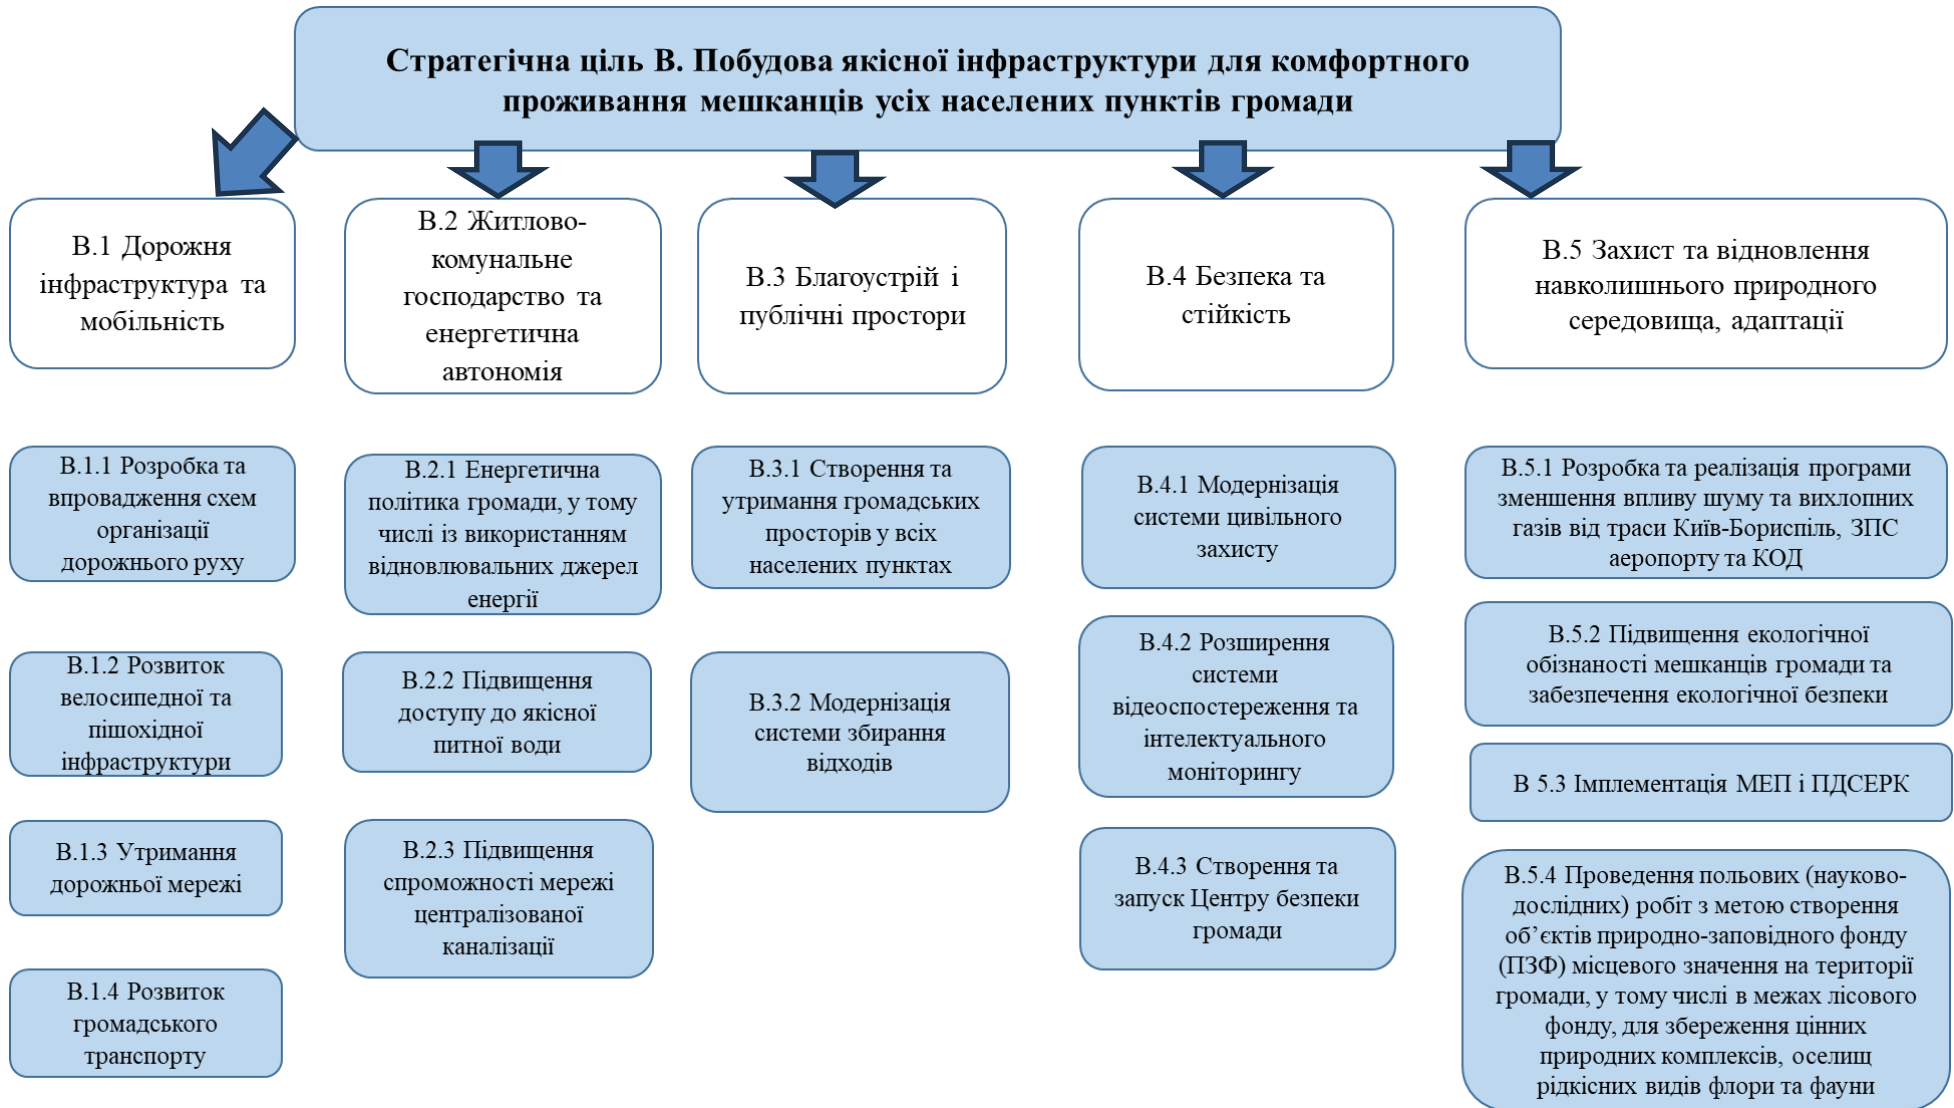 Стратегічна ціль В. Побудова якісної інфраструктури для комфортного
проживання мешканців усіх населених пунктів громади
В.1 Дорожня
інфраструктура та
мобільність
В.2 Житлово-
комунальне
господарство та
енергетична
автономія
В.3 Благоустрій і
публічні простори
В.4 Безпека та
стійкість
В.5 Захист та відновлення
навколишнього природного
середовища, адаптації
В.1.1 Розробка та
впровадження схем
організації
дорожнього руху
В.1.2 Розвиток
велосипедної та
пішохідної
інфраструктури
В.1.3 Утримання
дорожньої мережі
В.1.4 Розвиток
громадського
транспорту
В.2.1 Енергетична
політика громади, у тому
числі із використанням
відновлювальних джерел
енергії
В.2.2 Підвищення
доступу до якісної
питної води
В.2.3 Підвищення
спроможності мережі
централізованої
каналізації
В.3.1 Створення та
утримання громадських
просторів у всіх
населених пунктах
В.3.2 Модернізація
системи збирання
відходів
В.4.1 Модернізація
системи цивільного
захисту
В.4.2 Розширення
системи
відеоспостереження та
інтелектуального
моніторингу
В.4.3 Створення та
запуск Центру безпеки
громади
В.5.1 Розробка та реалізація програми
зменшення впливу шуму та вихлопних
газів від траси Київ-Бориспіль, ЗПС
аеропорту та КОД
В.5.2 Підвищення екологічної
обізнаності мешканців громади та
забезпечення екологічної безпеки
В 5.3 Імплементація МЕП і ПДСЕРК
В.5.4 Проведення польових (науково-
дослідних) робіт з метою створення
об’єктів природно-заповідного фонду
(ПЗФ) місцевого значення на території
громади, у тому числі в межах лісового
фонду, для збереження цінних
природних комплексів, оселищ
рідкісних видів флори та фауни